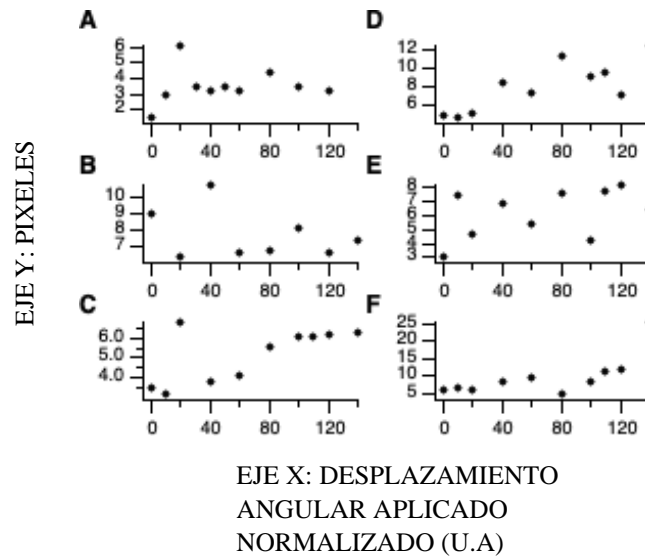 A
6
5
4
3
2
0 40 80 120
D
12
10
8
6
0 40 80 120
B
10
9
8
7
0 40 80 120
E
8
7
6
5
4
3
0 40 80 120
C
6.0
5.0
4.0
0 40 80 120
F
25
20
15
10
5
0 40 80 120
EJE Y: PIXELES
EJE X: DESPLAZAMIENTO
ANGULAR APLICADO
NORMALIZADO (U.A)